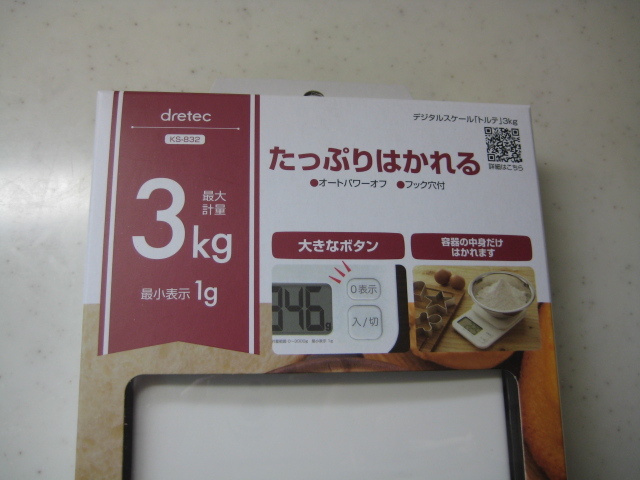 dretec
KS-832
3kg
最大
計量
最小表示 1g
デジタルスケール「トルテ」3kg
詳細はこちら
たっぷりはかれる
●オートパワーオフ ●フック穴付
大きなボタン
346g
0表示
入/切
容器の中身だけ
はかれます